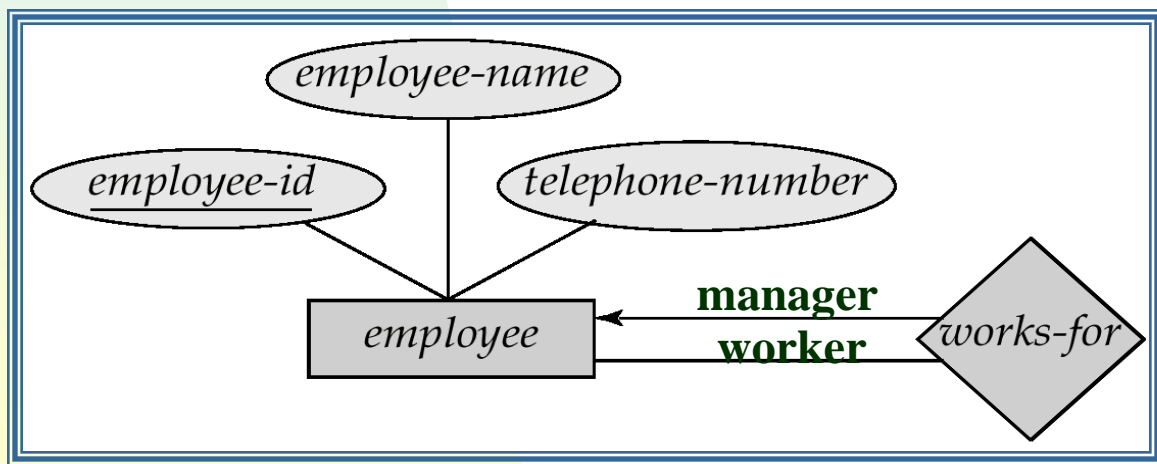 employee-name
employee-id
telephone-number
manager
employee
works-for
worker